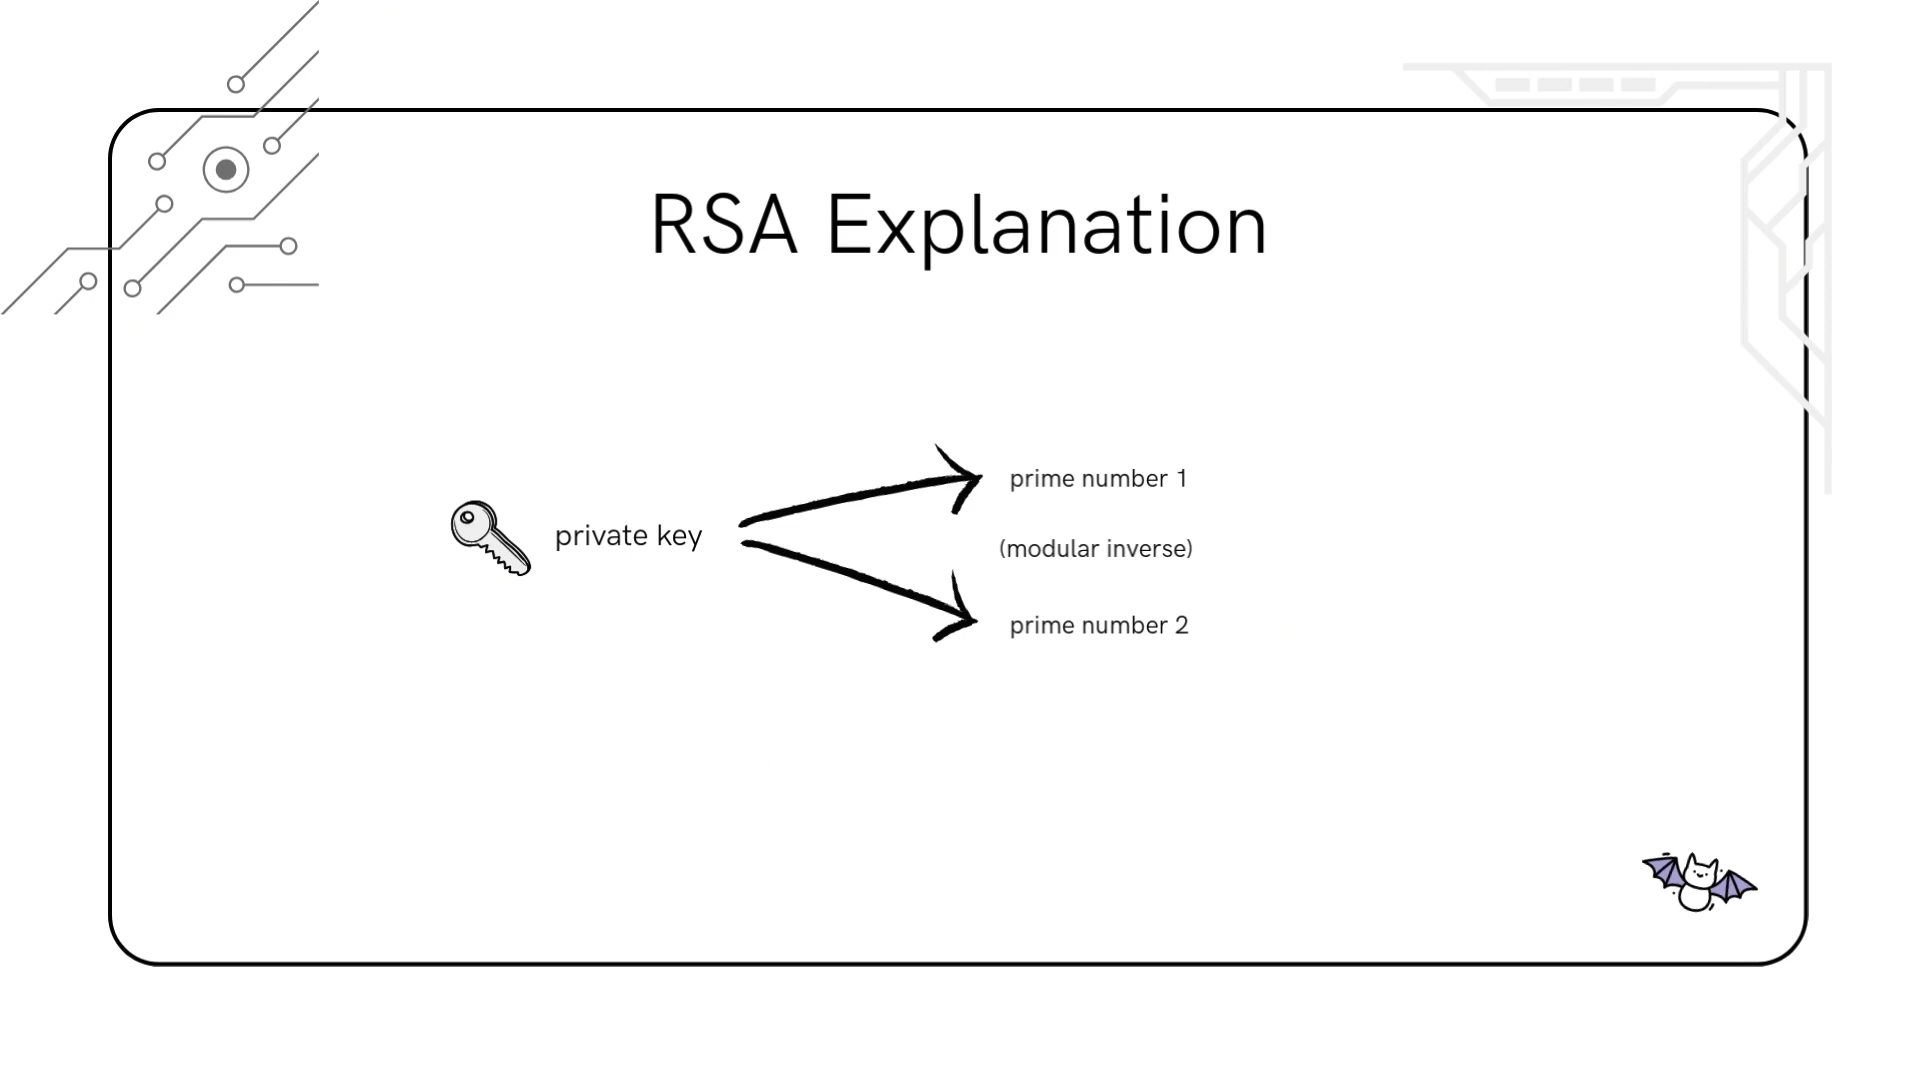 RSA Explanation
prime number 1
private key
(modular inverse)
prime number 2